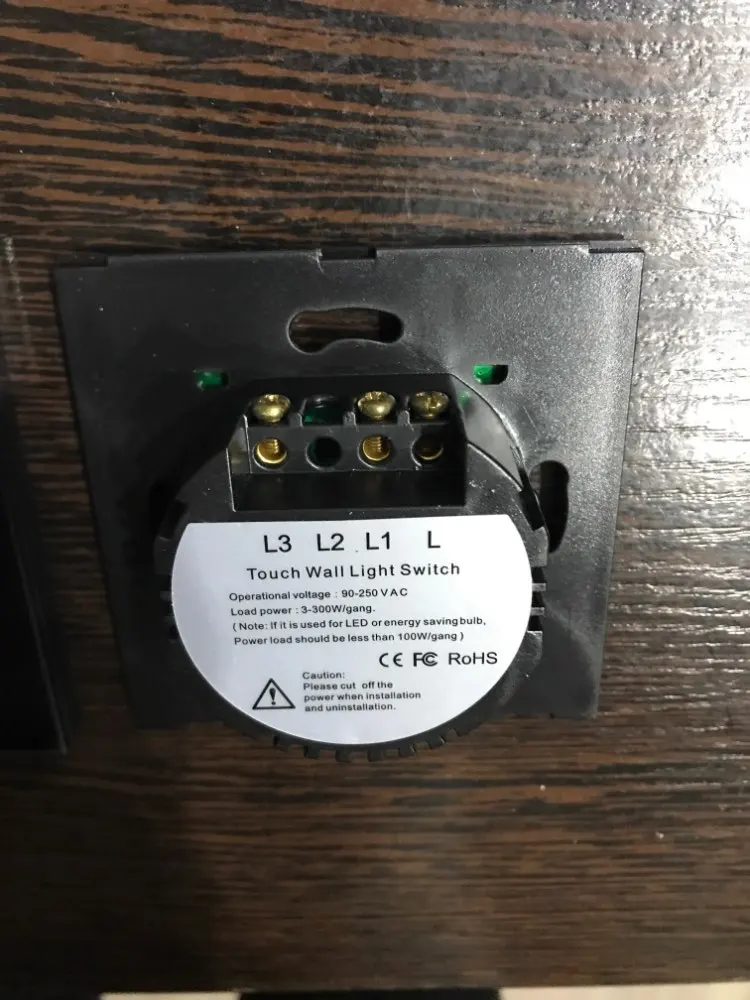 L3 L2 L1 L
Touch Wall Light Switch
Operational voltage : 90-250 V AC
Load power : 3-300W/gang.
( Note: If it is used for LED or energy saving bulb,
Power load should be less than 100W/gang )
CE FC RoHS
Caution:
Please cut off the
power when installation
and uninstallation.